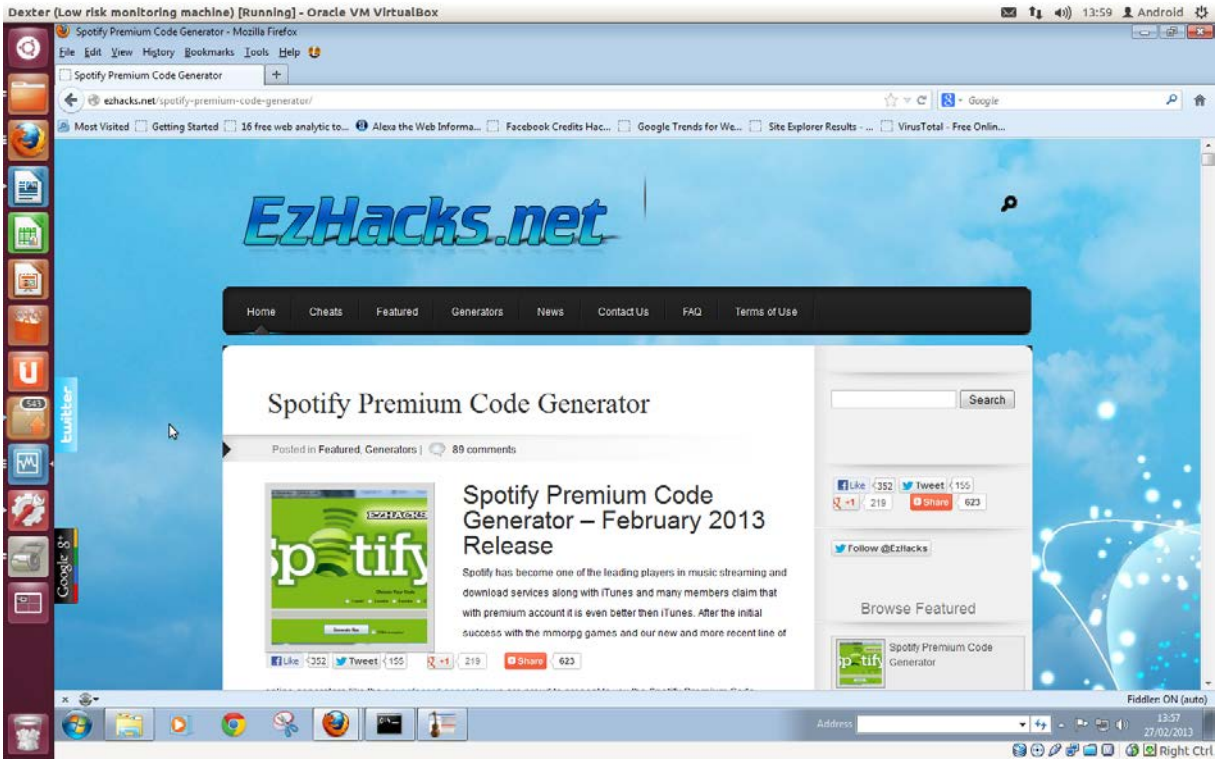 Dexter (Low risk monitoring machine) [Running] - Oracle VM VirtualBox
13:59 Android
Spotify Premium Code Generator - Mozilla Firefox
File Edit View History Bookmarks Tools Help
Spotify Premium Code Generator
ezhacks.net/spotify-premium-code-generator/
Google
Most Visited Getting Started 16 free web analytic to... Alexa the Web Informa... Facebook Credits Hac... Google Trends for We... Site Explorer Results - ... VirusTotal - Free Onlin...
EzHacks.net
Home Cheats Featured Generators News Contact Us FAQ Terms of Use
Spotify Premium Code Generator
Search
543
twitter
Posted in Featured, Generators | 89 comments
EZHACKS
Spotify Premium Code
Generator – February 2013
Release
Like 352 Tweet 155
+1 219 Share 623
Follow @EzHacks
Google+
Spotify has become one of the leading players in music streaming and
download services along with iTunes and many members claim that
with premium account it is even better then iTunes. After the initial
success with the mmorpg games and our new and more recent line of
Browse Featured
Spotify Premium Code
Generator
Like 352 Tweet 155 +1 219 Share 623
Fiddler: ON (auto)
Address
13:57
27/02/2013
Right Ctrl